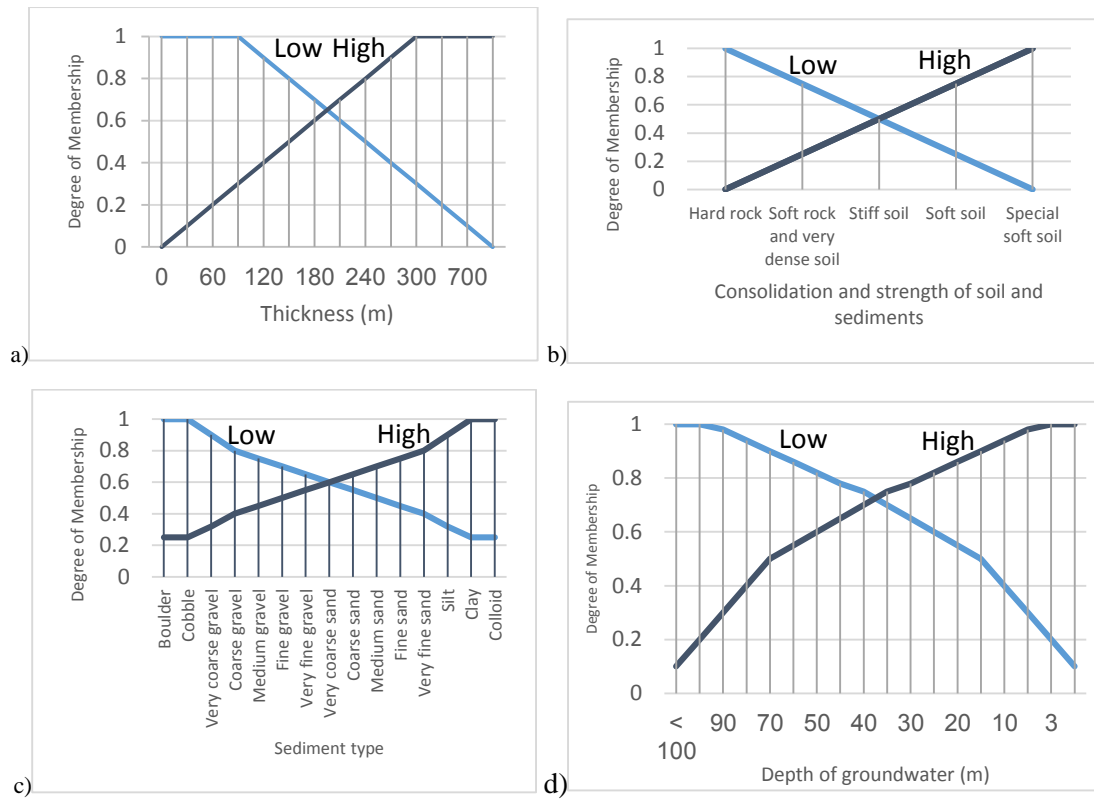 1
0.8
0.6
0.4
0.2
0
Degree of Membership
Low High
0 60 120 180 240 300 700
Thickness (m)
a)
1
0.8
0.6
0.4
0.2
0
Degree of Membership
Low
High
Hard rock
Soft rock
and very
dense soil
Stiff soil
Soft soil
Special
soft soil
Consolidation and strength of soil and
sediments
b)
1
0.8
0.6
0.4
0.2
0
Degree of Membership
Low
High
Boulder
Cobble
Very coarse gravel
Coarse gravel
Medium gravel
Fine gravel
Very fine gravel
Very coarse sand
Coarse sand
Medium sand
Fine sand
Very fine sand
Silt
Clay
Colloid
Sediment type
c)
1
0.8
0.6
0.4
0.2
0
Degree of Membership
Low
High
<
100
90 70 50 40 30 20 10 3
Depth of groundwater (m)
d)